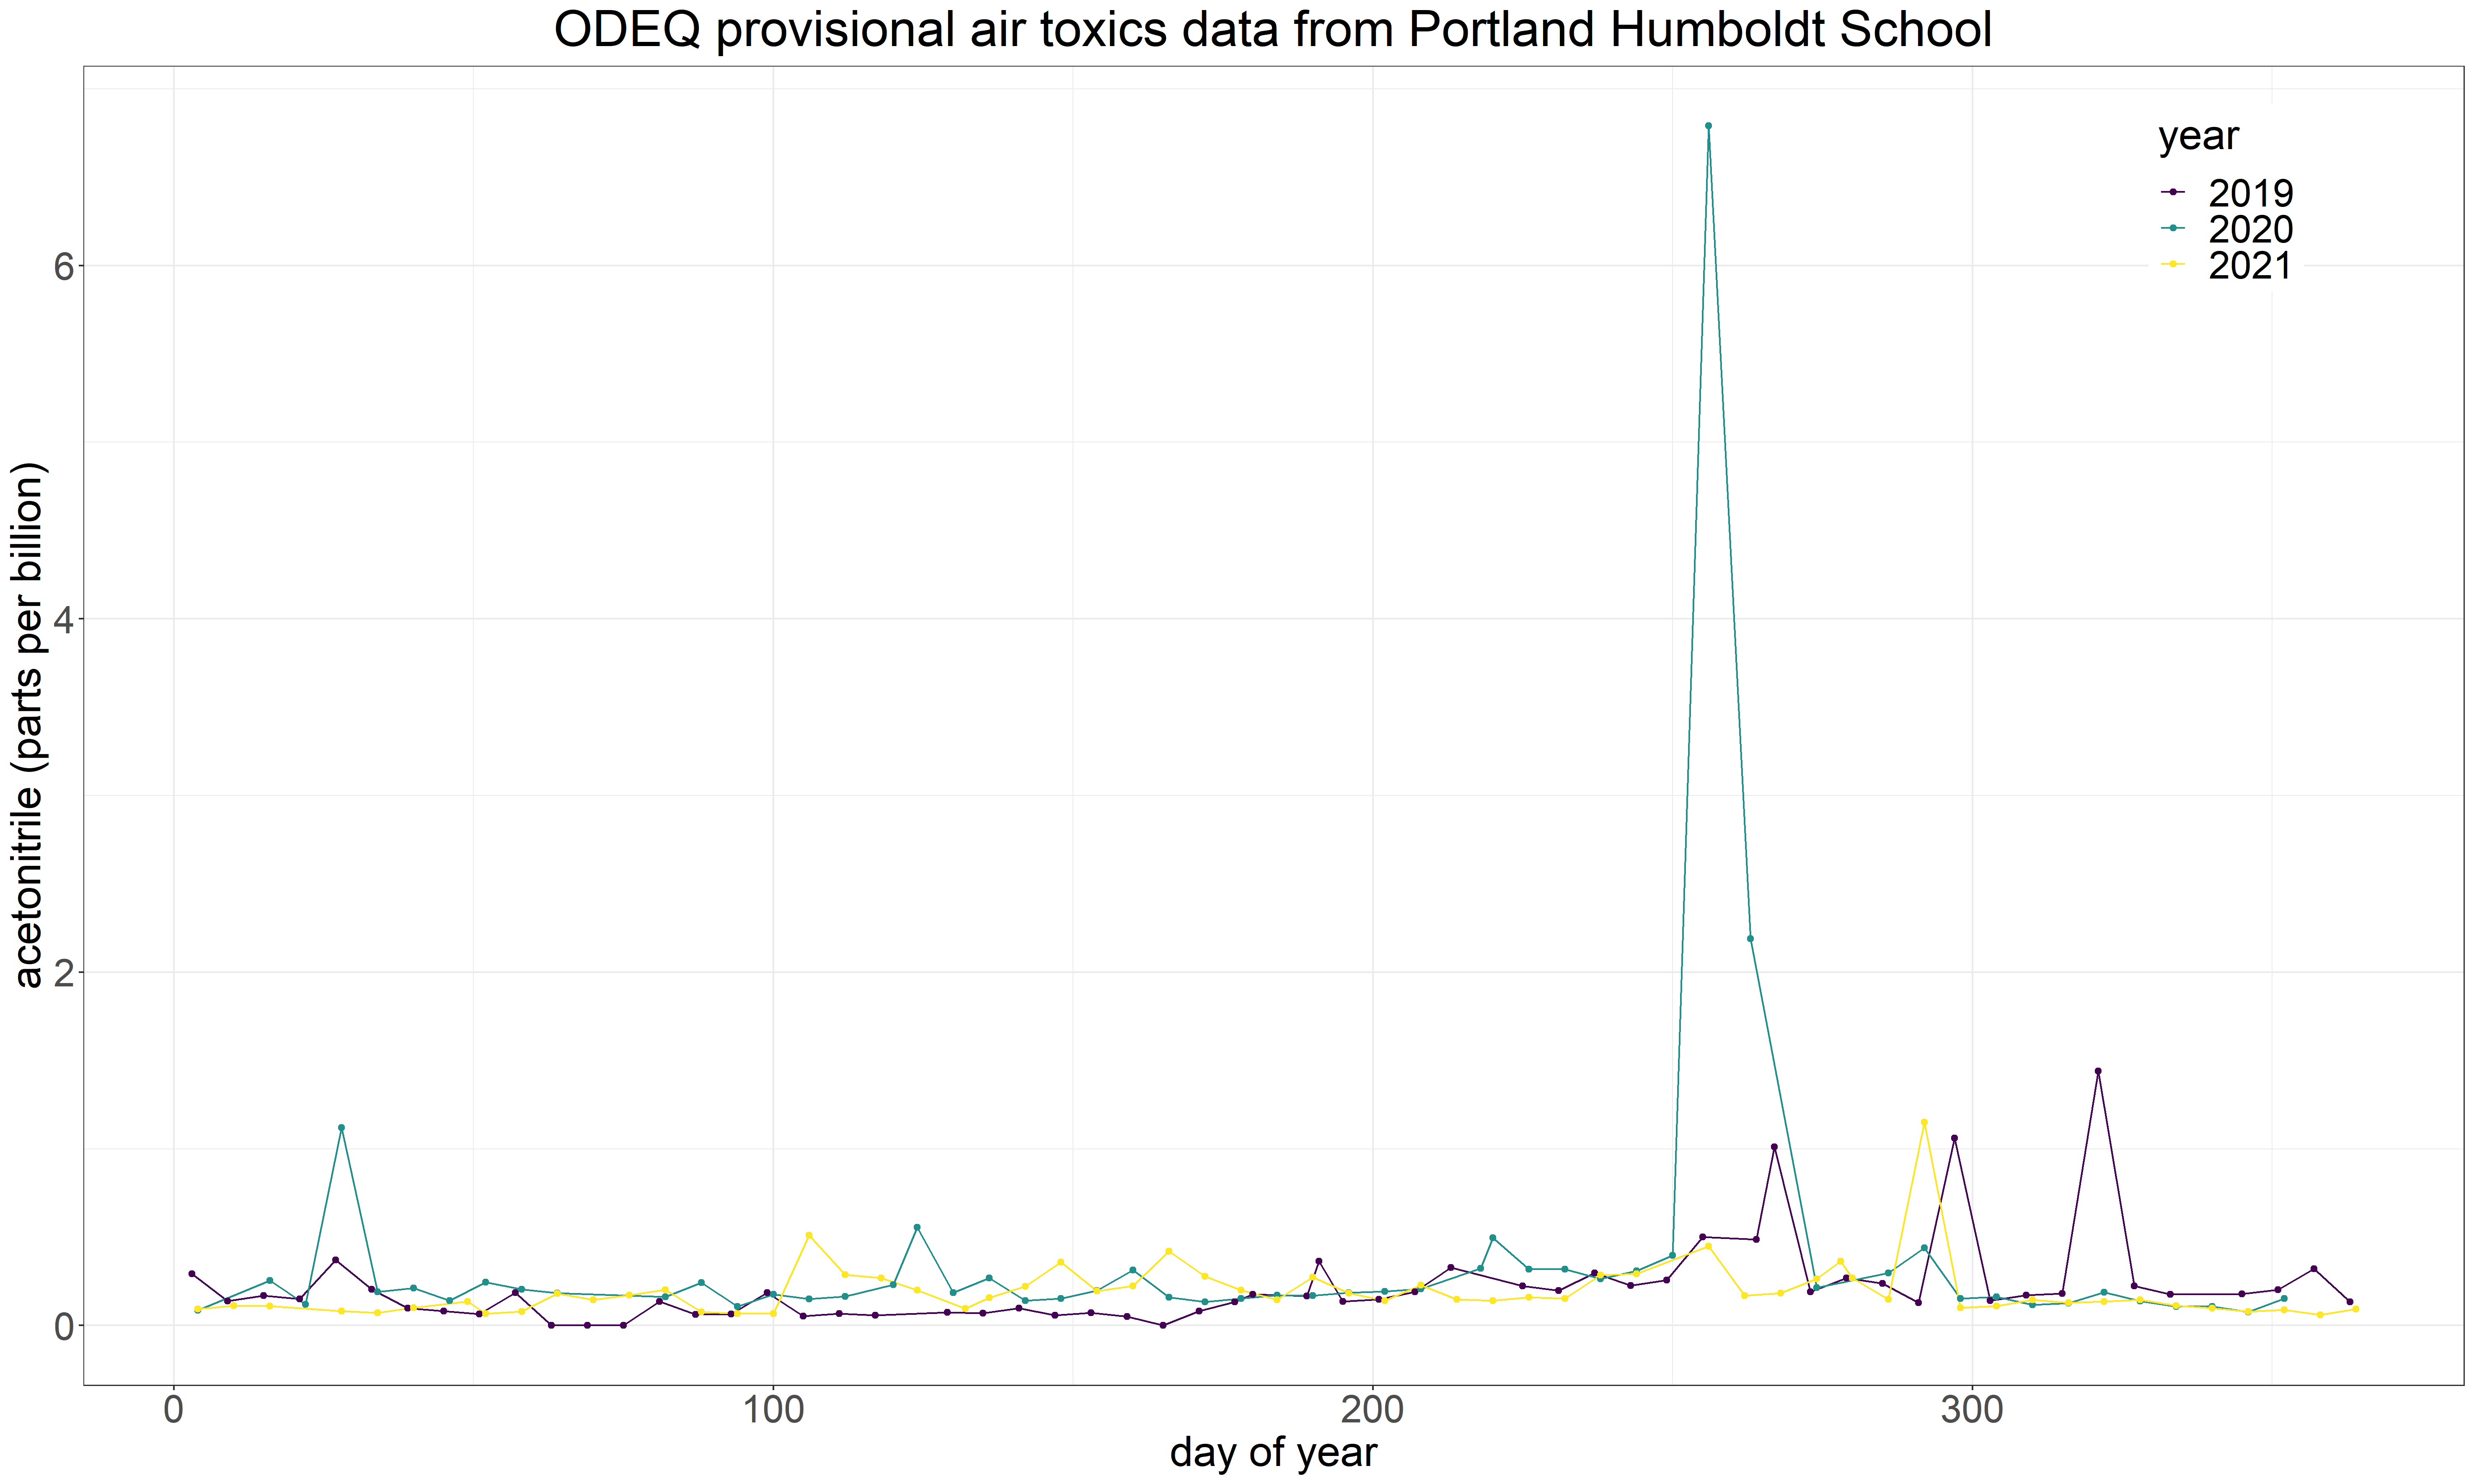 ODEQ provisional air toxics data from Portland Humboldt School
year
2019
2020
2021
6
4
2
0
acetonitrile (parts per billion)
0 100 200 300
day of year